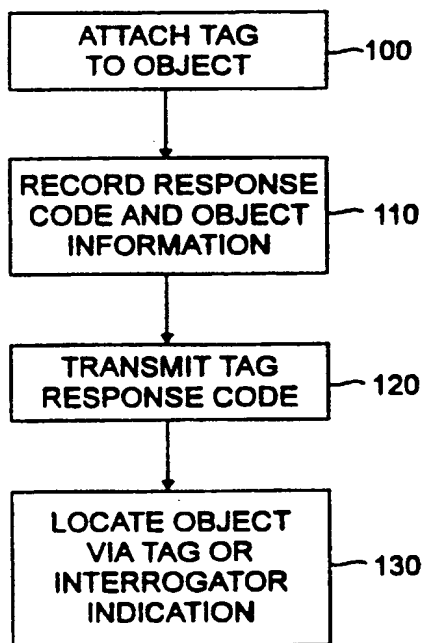 ATTACH TAG
TO OBJECT
100
RECORD RESPONSE
CODE AND OBJECT
INFORMATION
110
TRANSMIT TAG
RESPONSE CODE
120
LOCATE OBJECT
VIA TAG OR
INTERROGATOR
INDICATION
130